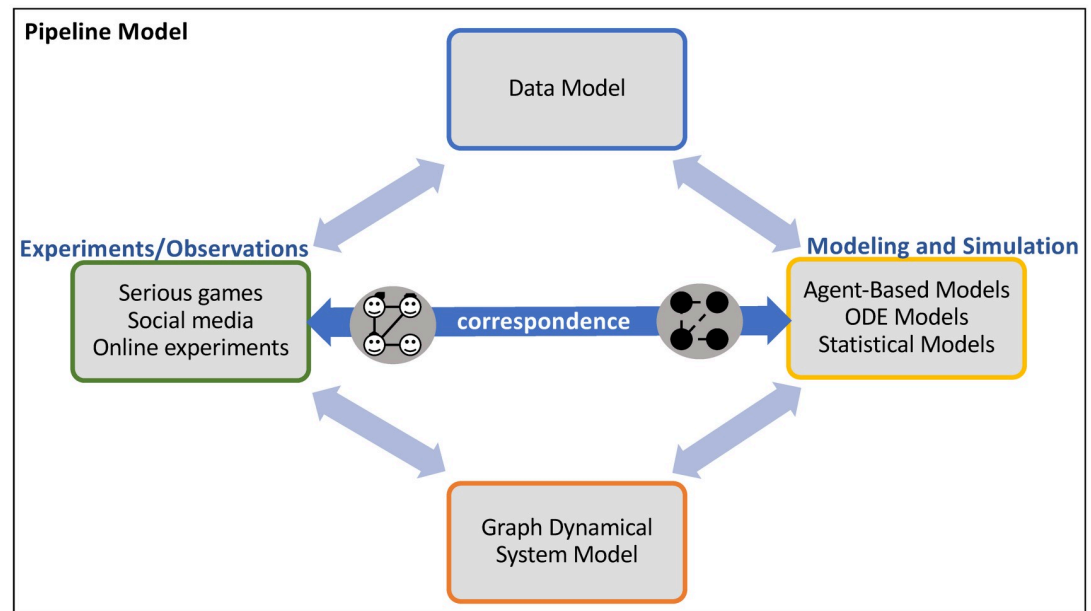 Pipeline Model
Data Model
Experiments/Observations
Modeling and Simulation
Serious games
Social media
Online experiments
correspondence
Agent-Based Models
ODE Models
Statistical Models
Graph Dynamical
System Model